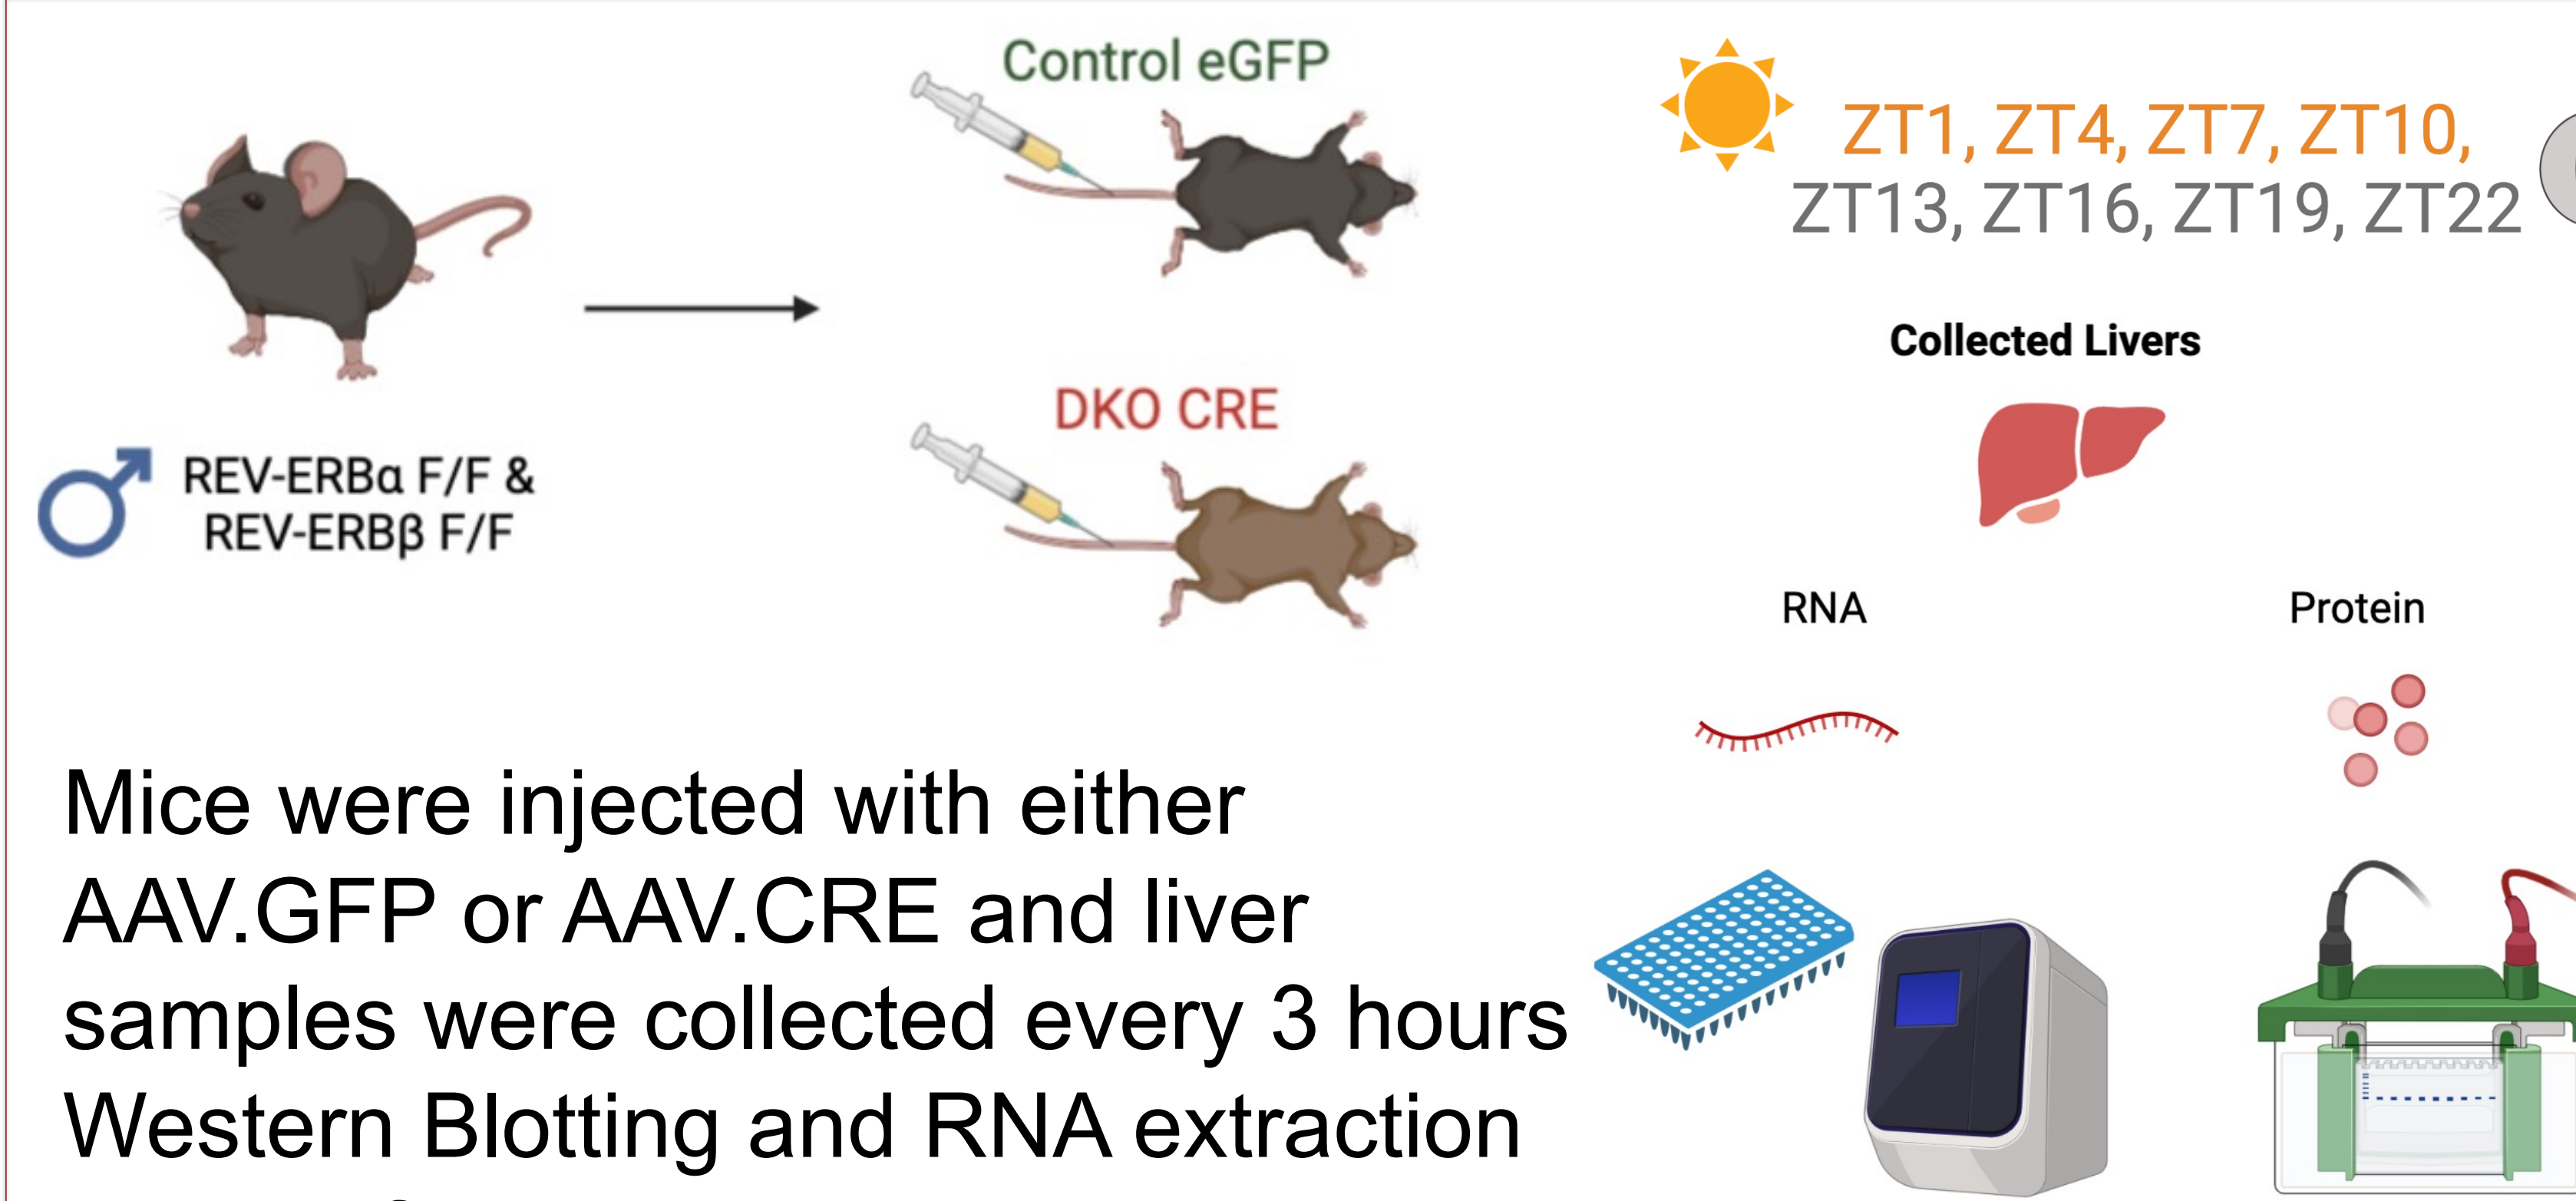 Control eGFP
DKO CRE
REV-ERBα F/F &
REV-ERBβ F/F
ZT1, ZT4, ZT7, ZT10,
ZT13, ZT16, ZT19, ZT22
Collected Livers
RNA
Protein
Mice were injected with either
AAV.GFP or AAV.CRE and liver
samples were collected every 3 hours
Western Blotting and RNA extraction